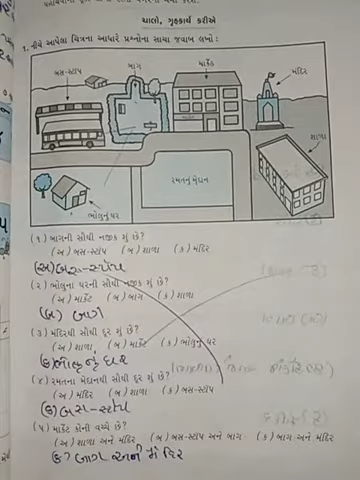 ચાલો, ગૃહકાર્ય કરીએ
૧. નીચે આપેલા ચિત્રના આધારે પ્રશ્નોના સાચા જવાબ લખો :
બસ-સ્ટૉપ
બાગ
માર્કેટ
મંદિર
શાળા
રમતનું મેદાન
ભોલુનું ઘર
(૧) બાગની સૌથી નજીક શું છે?
(અ) બસ-સ્ટૉપ (બ) શાળા (ક) મંદિર
(અ) બસ-સ્ટોપ
(૨) ભોલુના ઘરની સૌથી નજીક શું છે?
(અ) માર્કેટ (બ) બાગ (ક) શાળા
(બ) બાગ
(૩) મંદિરથી સૌથી દૂર શું છે?
(અ) શાળા (બ) માર્કેટ (ક) ભોલુનું ઘર
(ક) ભોલુનું ઘર
(૪) રમતના મેદાનથી સૌથી દૂર શું છે?
(અ) મંદિર (બ) શાળા (ક) બસ-સ્ટૉપ
(ક) બસ-સ્ટોપ
(૫) માર્કેટ કોની વચ્ચે છે?
(અ) શાળા અને મંદિર (બ) બસ-સ્ટૉપ અને બાગ (ક) બાગ અને મંદિર
(ક) બાગ અને મંદિર